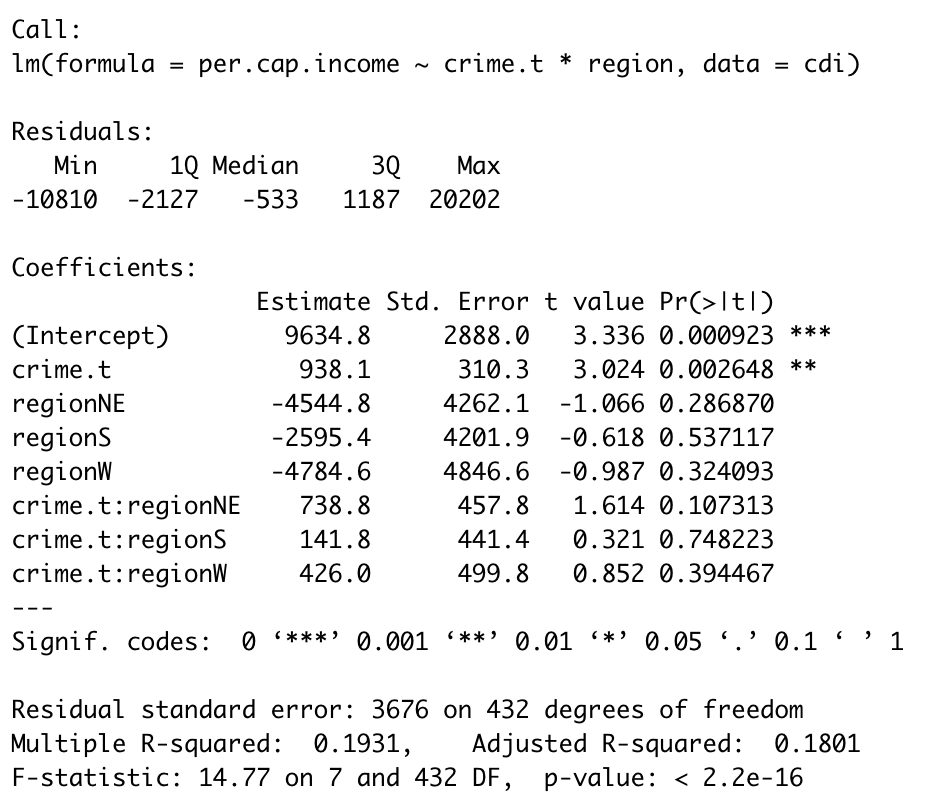 Call:
lm(formula = per.cap.income ~ crime.t * region, data = cdi)
Residuals:
   Min     1Q Median     3Q    Max
-10810  -2127   -533   1187  20202
Coefficients:
                 Estimate Std. Error t value Pr(>|t|)
(Intercept)        9634.8     2888.0   3.336 0.000923 ***
crime.t             938.1      310.3   3.024 0.002648 **
regionNE          -4544.8     4262.1  -1.066 0.286870
regionS           -2595.4     4201.9  -0.618 0.537117
regionW           -4784.6     4846.6  -0.987 0.324093
crime.t:regionNE    738.8      457.8   1.614 0.107313
crime.t:regionS     141.8      441.4   0.321 0.748223
crime.t:regionW     426.0      499.8   0.852 0.394467
---
Signif. codes:  0 ‘***’ 0.001 ‘**’ 0.01 ‘*’ 0.05 ‘.’ 0.1 ‘ ’ 1
Residual standard error: 3676 on 432 degrees of freedom
Multiple R-squared:  0.1931,    Adjusted R-squared:  0.1801
F-statistic: 14.77 on 7 and 432 DF,  p-value: < 2.2e-16